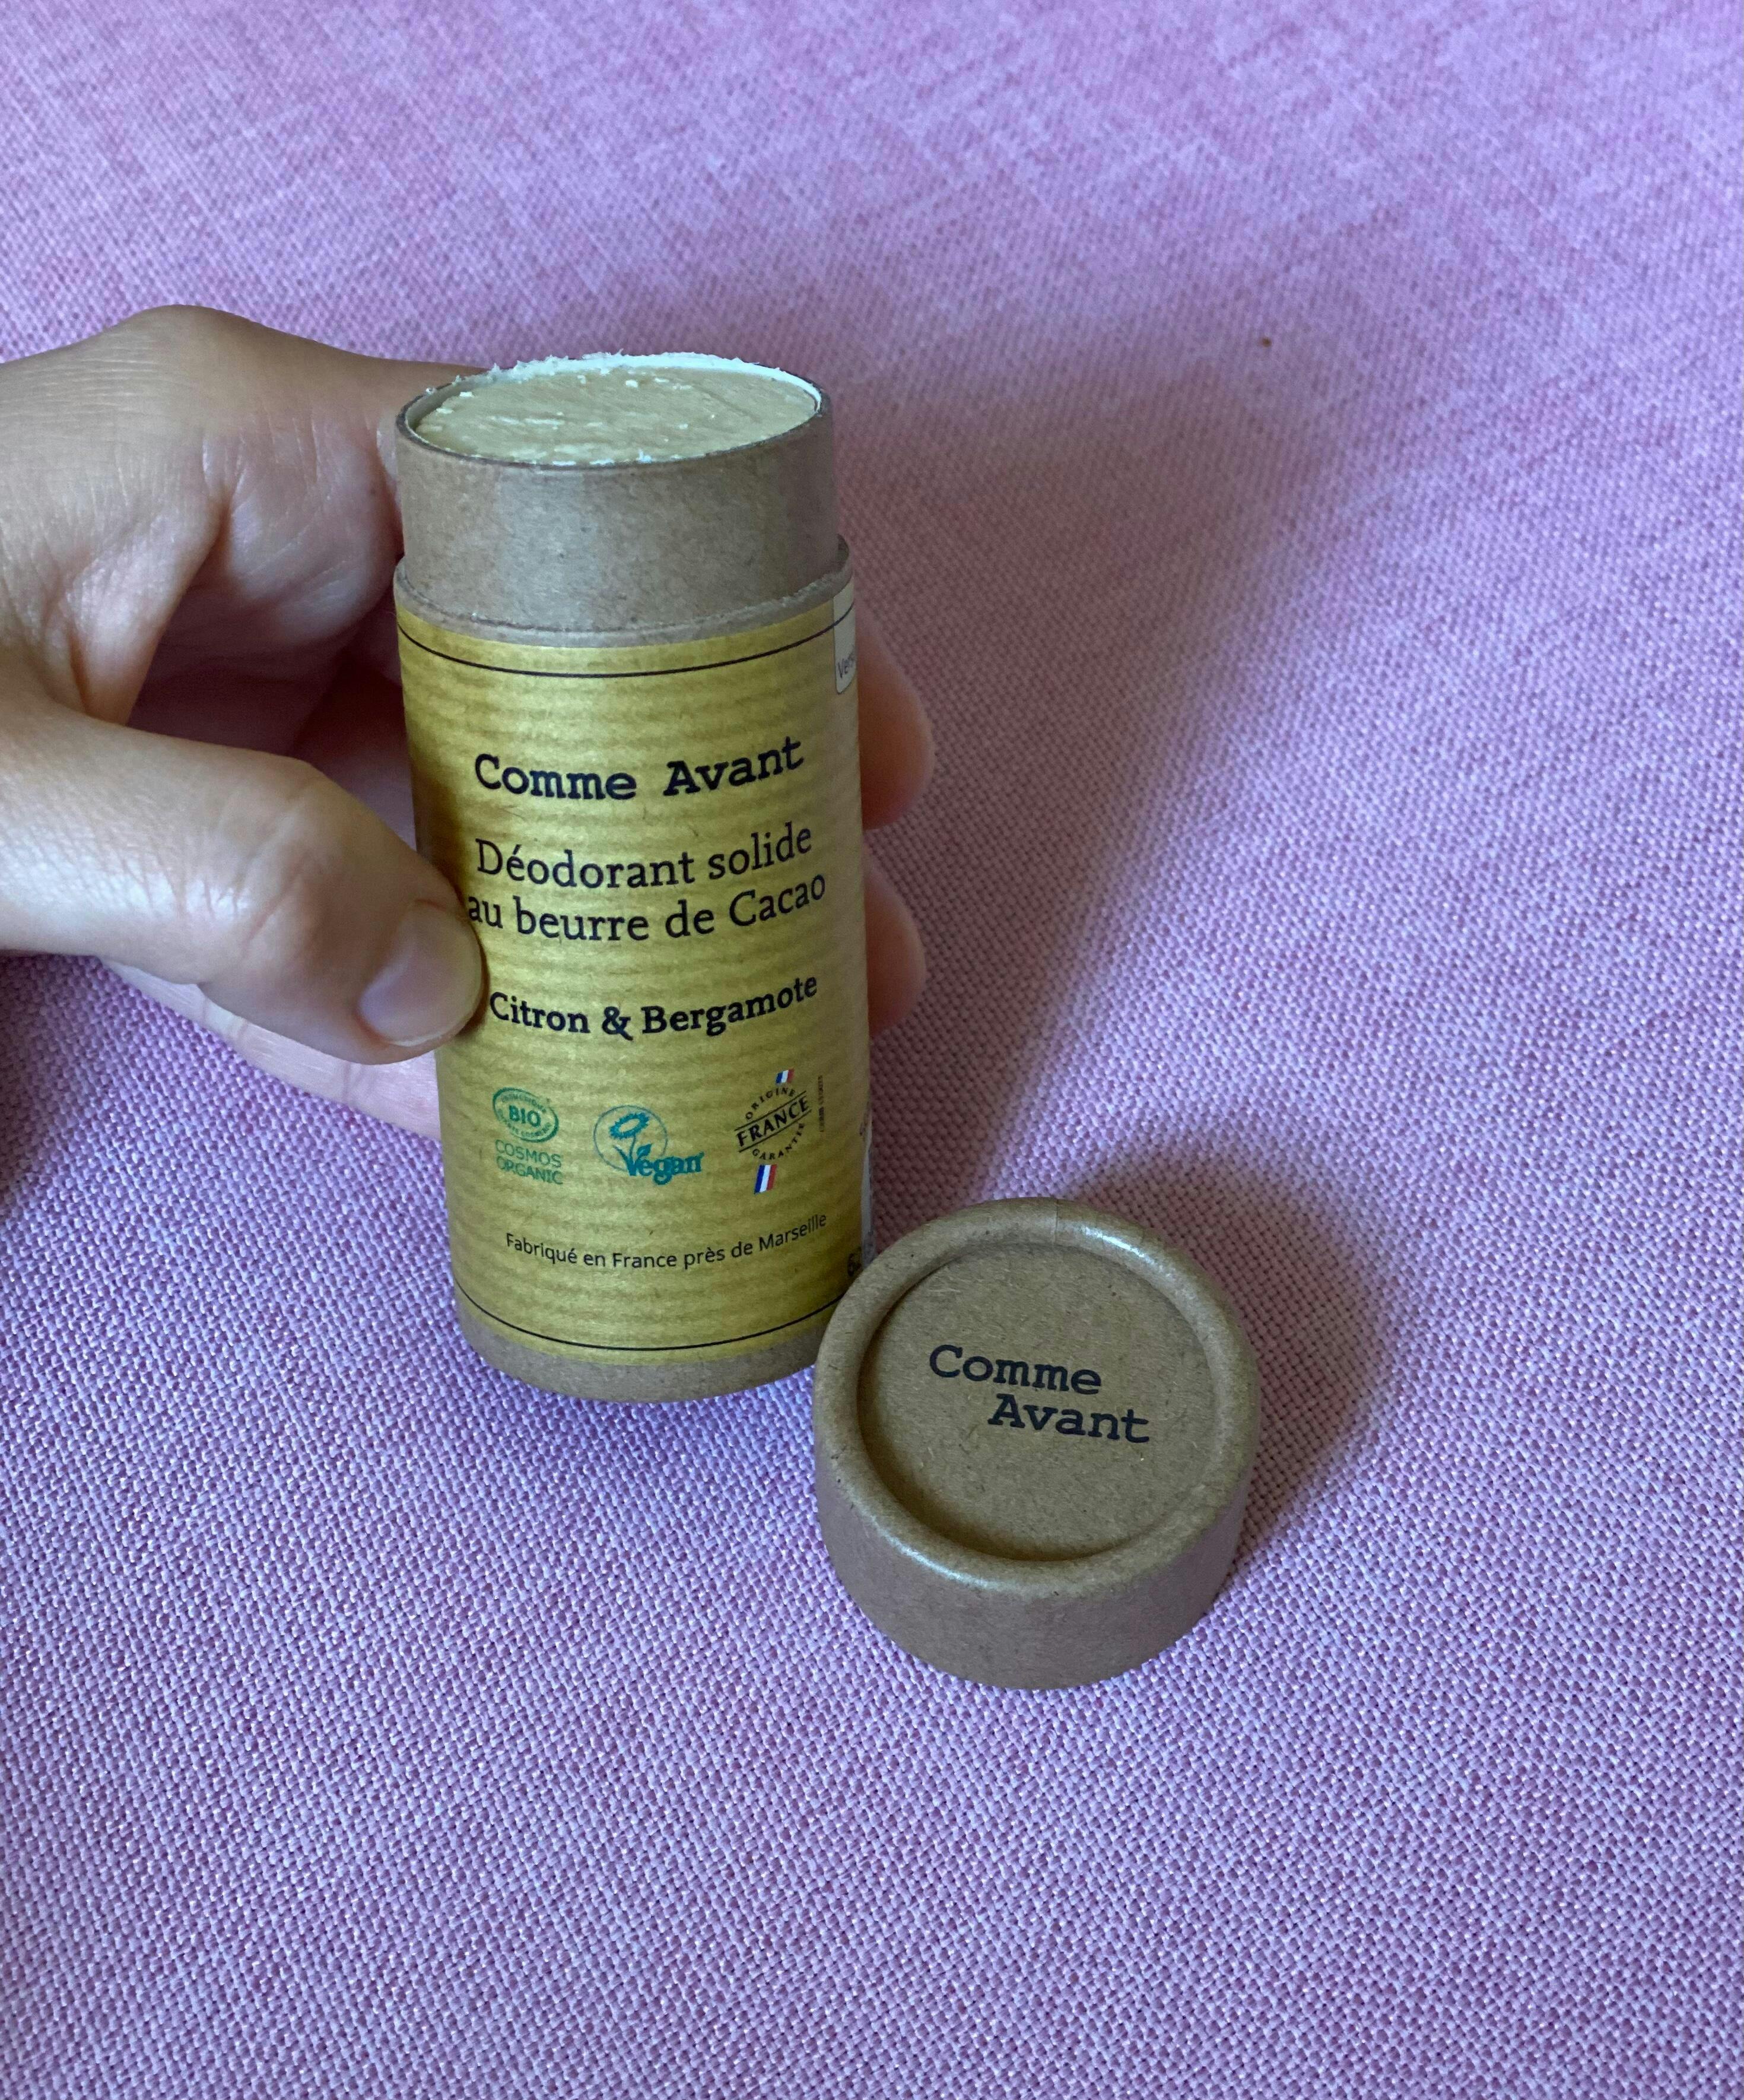 Comme Avant
Déodorant solide
au beurre de Cacao
Citron & Bergamote
BIO
COSMOS
ORGANIC
Vegan
ORIGINE
FRANCE
GARANTIE
Fabriqué en France près de Marseille
Comme
Avant